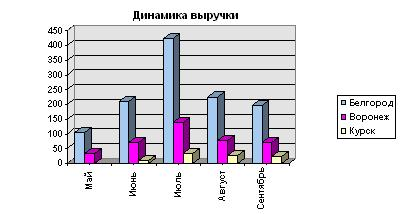 Динамика выручки
450
400
350
300
250
200
150
100
50
0
Май
Июнь
Июль
Август
Сентябрь
Белгород
Воронеж
Курск